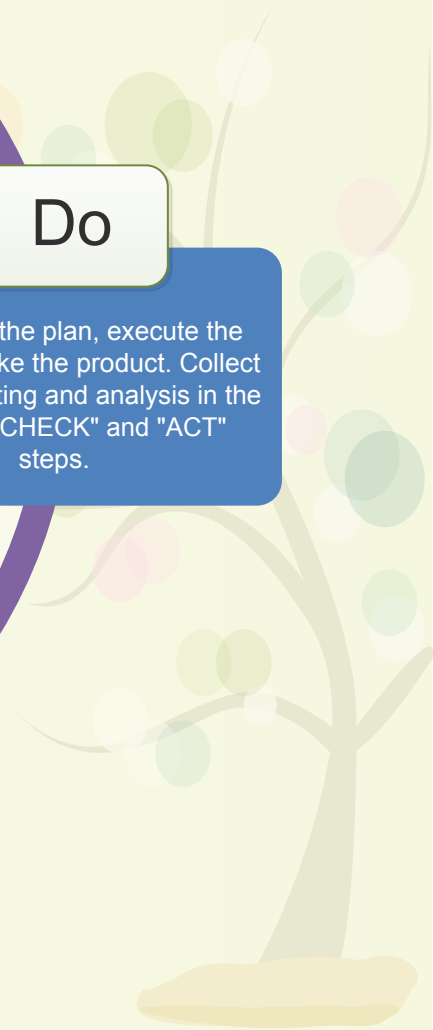 Do
the plan, execute the
ke the product. Collect
ting and analysis in the
CHECK" and "ACT"
steps.